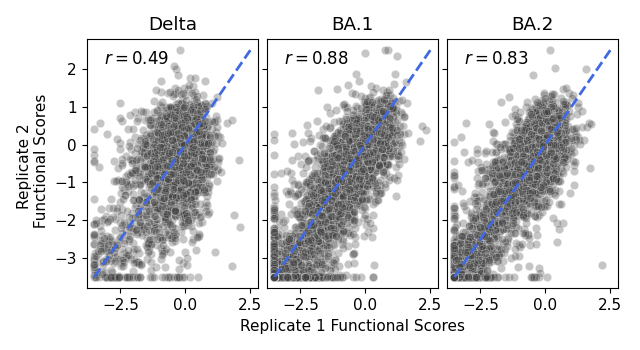 Delta BA.1 BA.2
r = 0.49 r = 0.88 r = 0.83
2
1
0
−1
−2
−3
Replicate 2
Functional Scores
−2.5 0.0 2.5 −2.5 0.0 2.5 −2.5 0.0 2.5
Replicate 1 Functional Scores